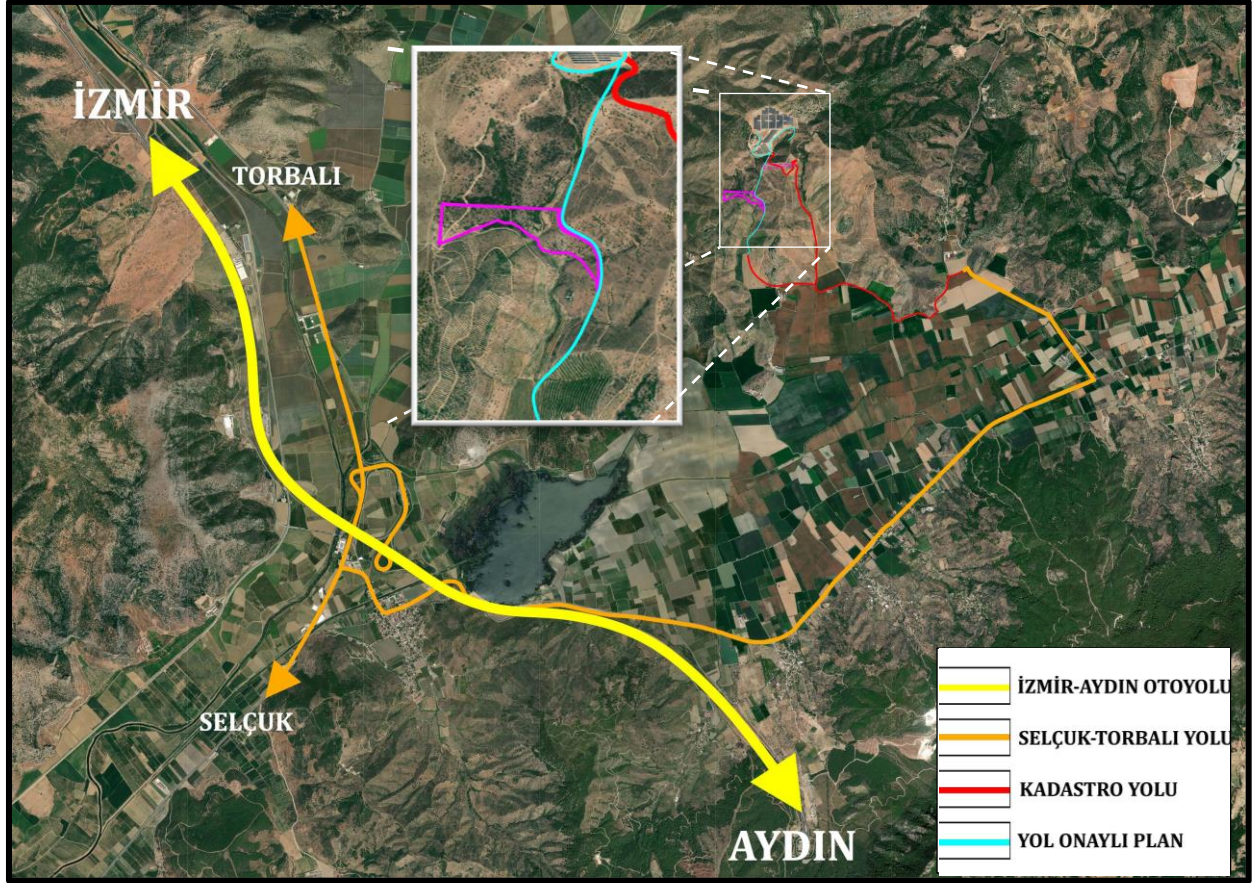 İZMİR
TORBALI
SELÇUK
AYDIN
İZMİR-AYDIN OTOYOLU
SELÇUK-TORBALI YOLU
KADASTRO YOLU
YOL ONAYLI PLAN